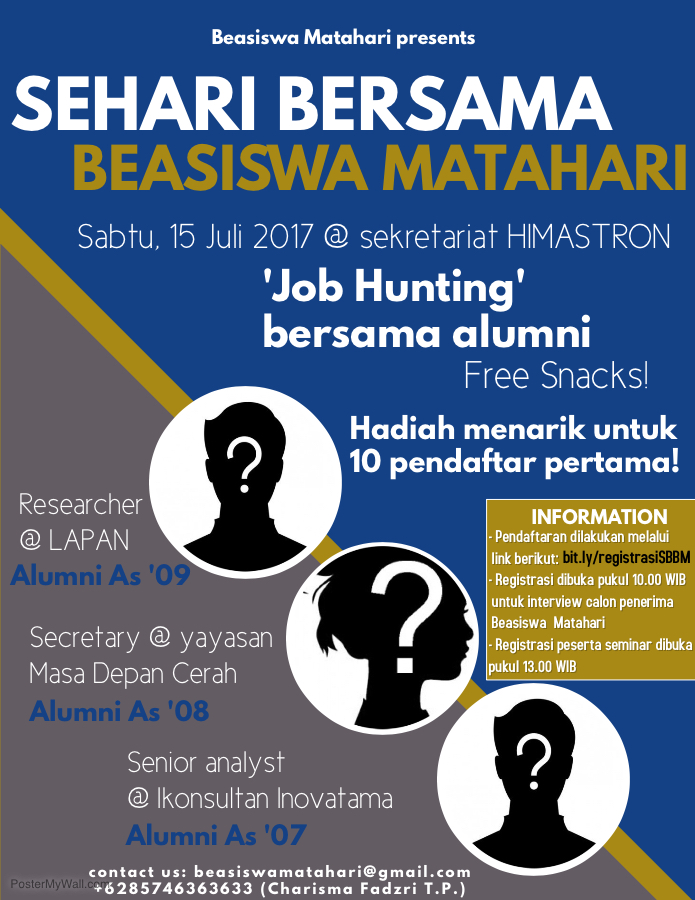 Beasiswa Matahari presents
SEHARI BERSAMA
BEASISWA MATAHARI
Sabtu, 15 Juli 2017 @ sekretariat HIMASTRON
'Job Hunting'
bersama alumni
Free Snacks!
Hadiah menarik untuk
10 pendaftar pertama!
?
Researcher
@ LAPAN
Alumni As '09
INFORMATION
- Pendaftaran dilakukan melalui
link berikut: bit.ly/registrasiSBBM
- Registrasi dibuka pukul 10.00 WIB
untuk interview calon penerima
Beasiswa Matahari
- Registrasi peserta seminar dibuka
pukul 13.00 WIB
?
Secretary @ yayasan
Masa Depan Cerah
Alumni As '08
?
Senior analyst
@ Ikonsultan Inovatama
Alumni As '07
contact us: beasiswamatahari@gmail.com
+6285746363633 (Charisma Fadzri T.P.)
PosterMyWall.com